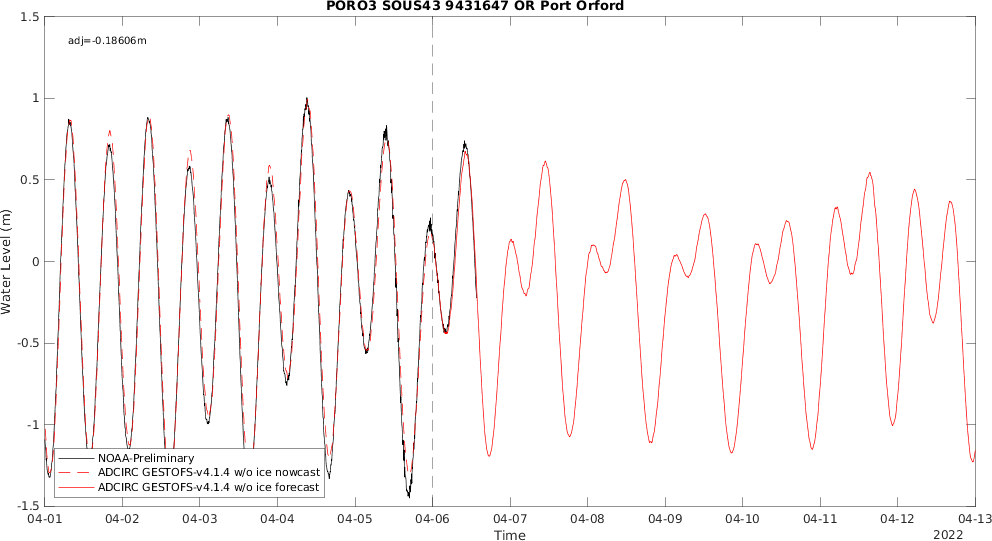 PORO3 SOUS43 9431647 OR Port Orford
adj=-0.18606m
1.5
1
0.5
0
-0.5
-1
-1.5
Water Level (m)
NOAA-Preliminary
ADCIRC GESTOFS-v4.1.4 w/o ice nowcast
ADCIRC GESTOFS-v4.1.4 w/o ice forecast
04-01 04-02 04-03 04-04 04-05 04-06 04-07 04-08 04-09 04-10 04-11 04-12 04-13
Time
2022